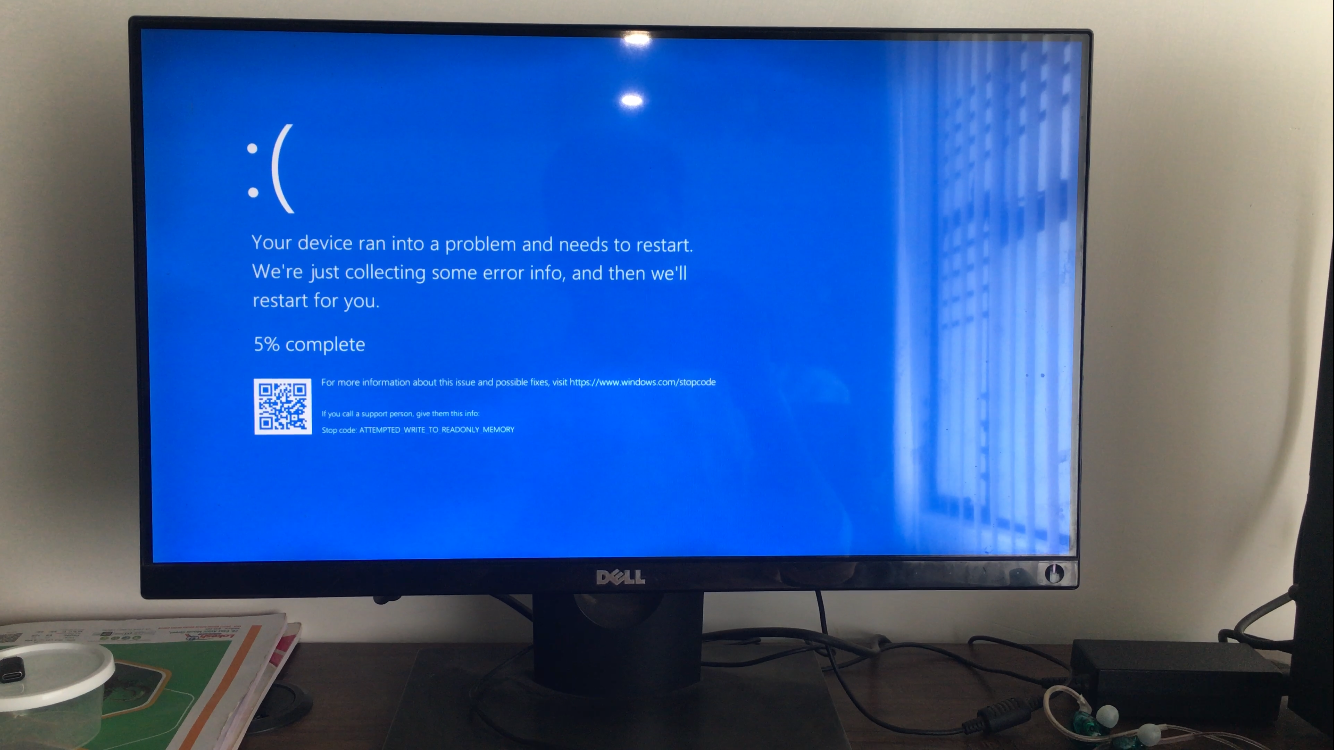 :(
Your device ran into a problem and needs to restart.
We're just collecting some error info, and then we'll
restart for you.
5% complete
For more information about this issue and possible fixes, visit https://www.windows.com/stopcode
If you call a support person, give them this info:
Stop code: ATTEMPTED WRITE TO READONLY MEMORY
DELL